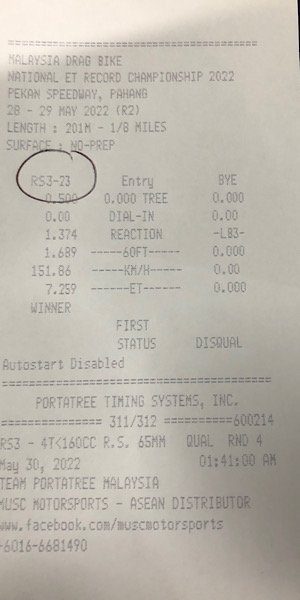 ==========================================
MALAYSIA DRAG BIKE
NATIONAL ET RECORD CHAMPIONSHIP 2022
PEKAN SPEEDWAY, PAHANG
28 - 29 MAY 2022 (R2)
LENGTH : 201M - 1/8 MILES
SURFACE : NO-PREP
RS3-23 Entry BYE
0.500 0.000 TREE 0.000
0.00 DIAL-IN 0.00
1.374 REACTION -L83-
1.689 -----60FT----- 0.000
151.86 -----KM/H----- 0.00
7.259 ------ET------ 0.000
WINNER
FIRST
STATUS DISQUAL
Autostart Disabled
==========================================
PORTATREE TIMING SYSTEMS, INC.
============== 311/312 ==========600214
RS3 - 4T<160CC R.S. 65MM QUAL RND 4
May 30, 2022 01:41:00 AM
TEAM PORTATREE MALAYSIA
MUSC MOTORSPORTS - ASEAN DISTRIBUTOR
www.facebook.com/muscmotorsports
+6016-6681490